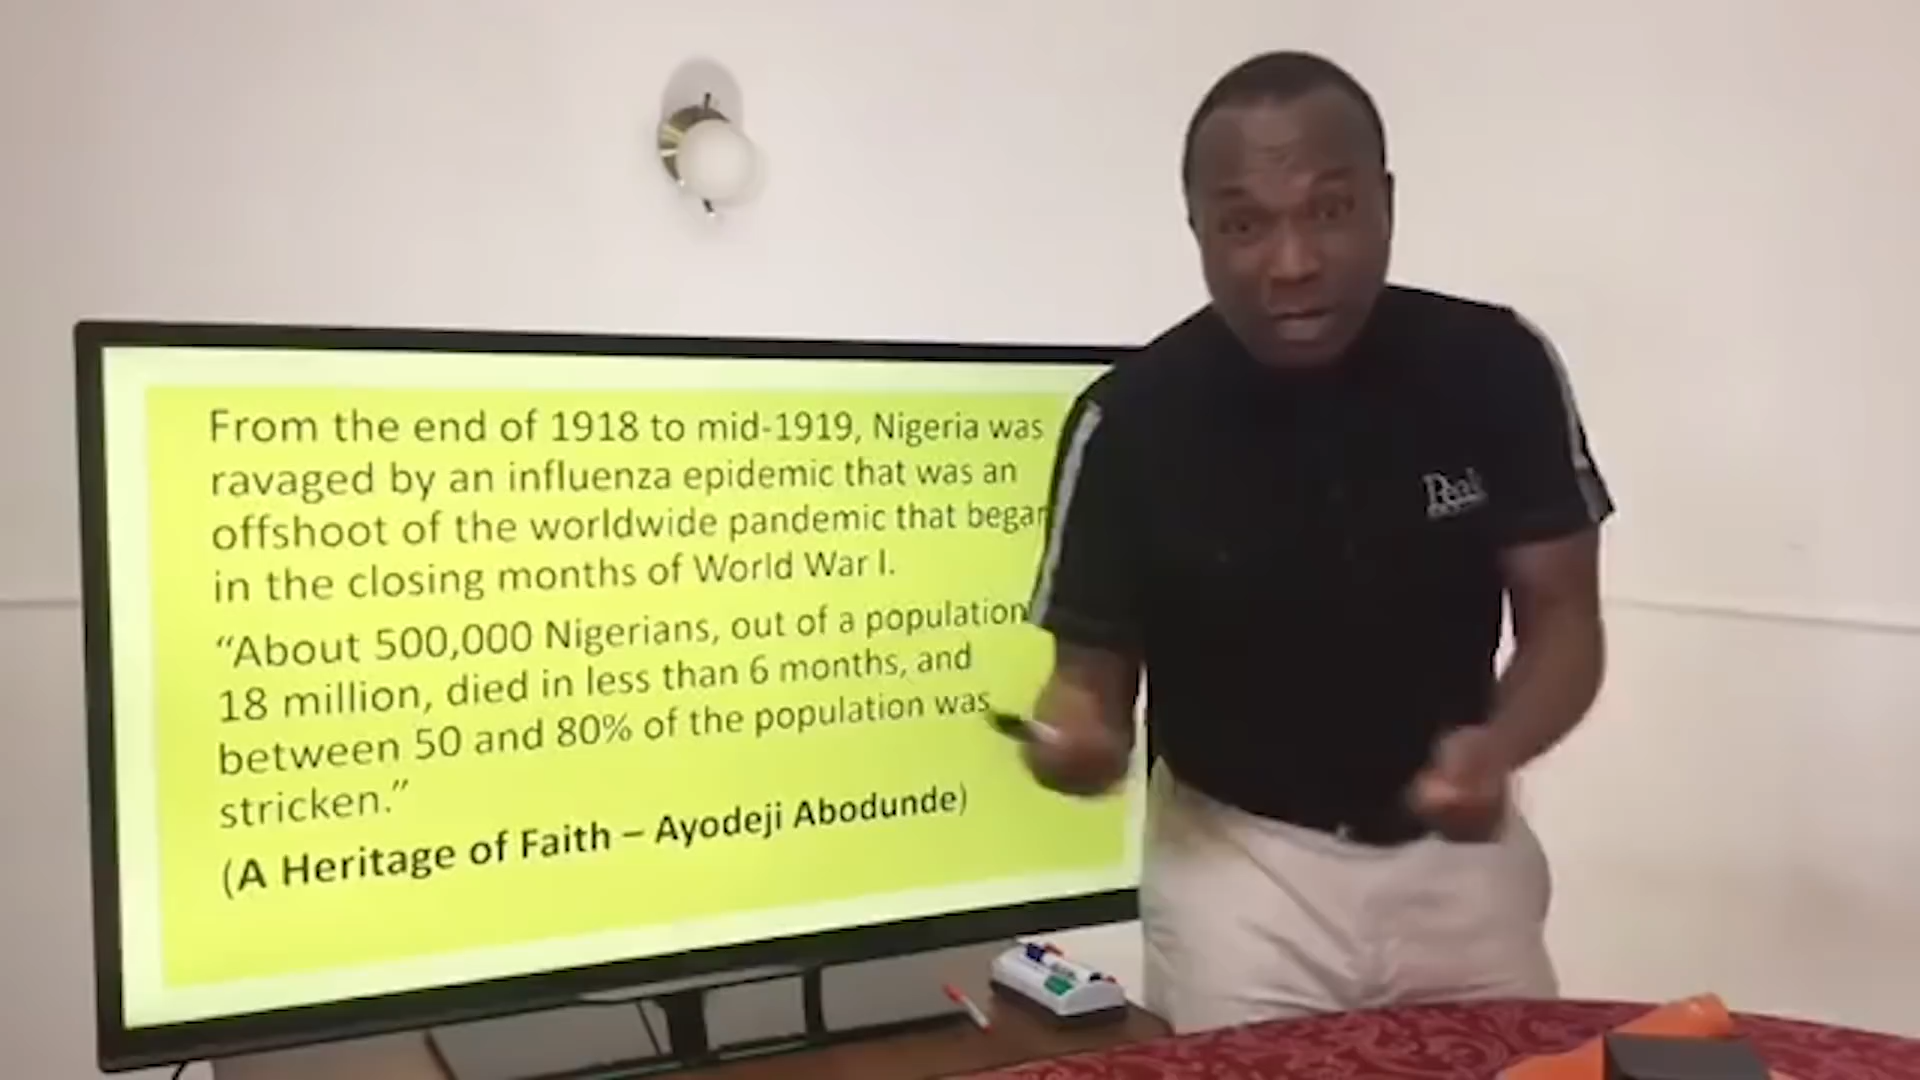 From the end of 1918 to mid-1919, Nigeria was
ravaged by an influenza epidemic that was an
offshoot of the worldwide pandemic that began
in the closing months of World War I.
“About 500,000 Nigerians, out of a population
18 million, died in less than 6 months, and
between 50 and 80% of the population was
stricken.”
(A Heritage of Faith – Ayodeji Abodunde)